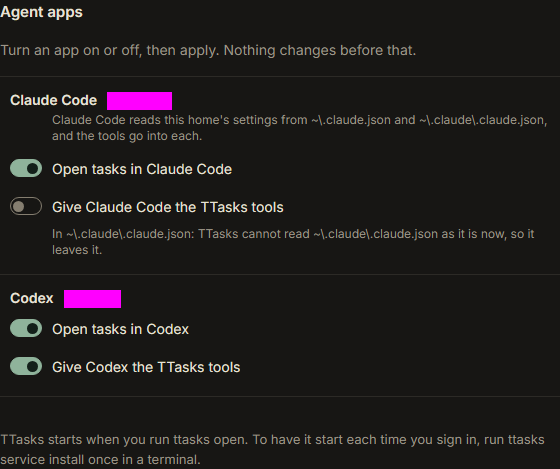 Agent apps
Turn an app on or off, then apply. Nothing changes before that.
Claude Code
Claude Code reads this home's settings from ~\.claude.json and ~\.claude\.claude.json,
and the tools go into each.
Open tasks in Claude Code
Give Claude Code the TTasks tools
In ~\.claude\.claude.json: TTasks cannot read ~\.claude\.claude.json as it is now, so it
leaves it.
Codex
Open tasks in Codex
Give Codex the TTasks tools
TTasks starts when you run ttasks open. To have it start each time you sign in, run ttasks
service install once in a terminal.